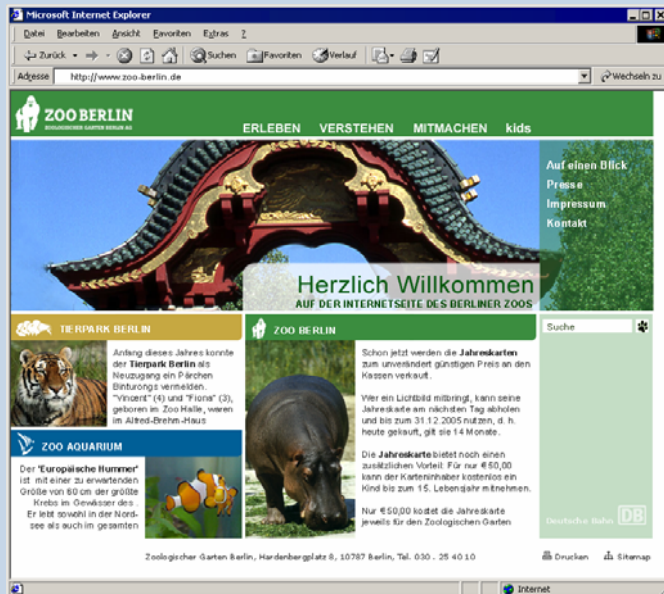 Microsoft Internet Explorer
Datei Bearbeiten Ansicht Favoriten Extras ?
Zurück Suchen Favoriten Verlauf
Adresse http://www.zoo-berlin.de Wechseln zu
ZOO BERLIN
ZOOLOGISCHER GARTEN BERLIN AG
ERLEBEN VERSTEHEN MITMACHEN kids
Auf einen Blick
Presse
Impressum
Kontakt
Herzlich Willkommen
AUF DER INTERNETSEITE DES BERLINER ZOOS
TIERPARK BERLIN
Anfang dieses Jahres konnte
der Tierpark Berlin als
Neuzugang ein Pärchen
Binturongs vermelden.
"Vincent" (4) und "Fiona" (3),
geboren im Zoo Halle, waren
im Alfred-Brehm-Haus
ZOO AQUARIUM
Der "Europäische Hummer"
ist mit einer zu erwartenden
Größe von 60 cm der größte
Krebs im Gewässer des .
Er lebt sowohl in der Nord-
see als auch im gesamten
ZOO BERLIN
Schon jetzt werden die Jahreskarten
zum unverändert günstigen Preis an den
Kassen verkauft.
Wer ein Lichtbild mitbringt, kann seine
Jahreskarte am nächsten Tag abholen
und bis zum 31.12.2005 nutzen, d. h.
heute gekauft, gilt sie 14 Monate.
Die Jahreskarte bietet noch einen
zusätzlichen Vorteil: Für nur €50,00
kann der Karteninhaber kostenlos ein
Kind bis zum 15. Lebensjahr mitnehmen.
Nur €50,00 kostet die Jahreskarte
jeweils für den Zoologischen Garten
Suche
Deutsche Bahn DB
Zoologischer Garten Berlin, Hardenbergplatz 8, 10787 Berlin, Tel. 030 . 25 40 10
Drucken Sitemap
Internet